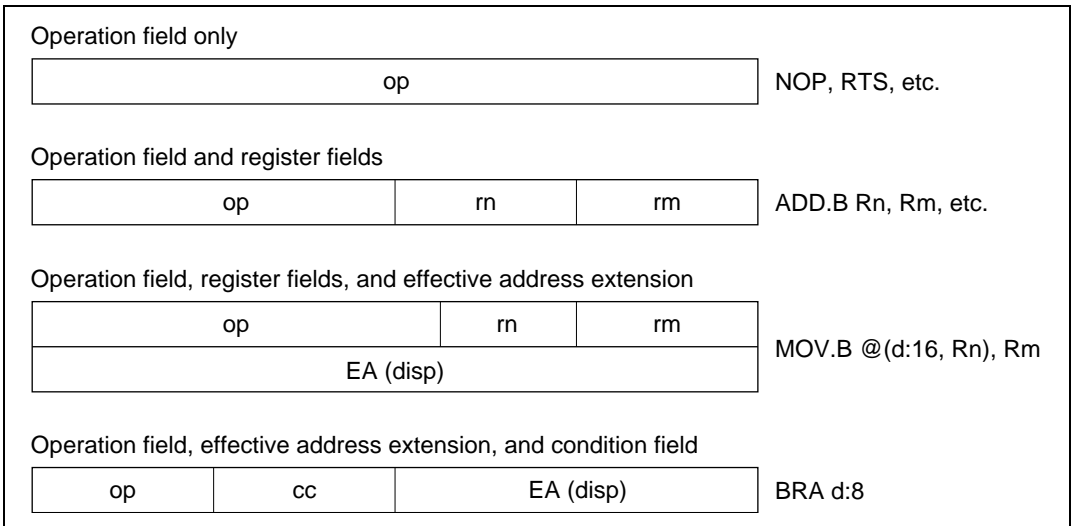 Operation field only
op NOP, RTS, etc.
Operation field and register fields
op rn rm ADD.B Rn, Rm, etc.
Operation field, register fields, and effective address extension
op rn rm
MOV.B @(d:16, Rn), Rm
EA (disp)
Operation field, effective address extension, and condition field
op cc EA (disp) BRA d:8